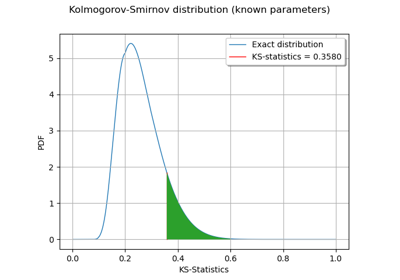 Kolmogorov-Smirnov distribution (known parameters)
Exact distribution
KS-statistics = 0.3580
5
4
3
2
1
0
PDF
0.0 0.2 0.4 0.6 0.8 1.0
KS-Statistics